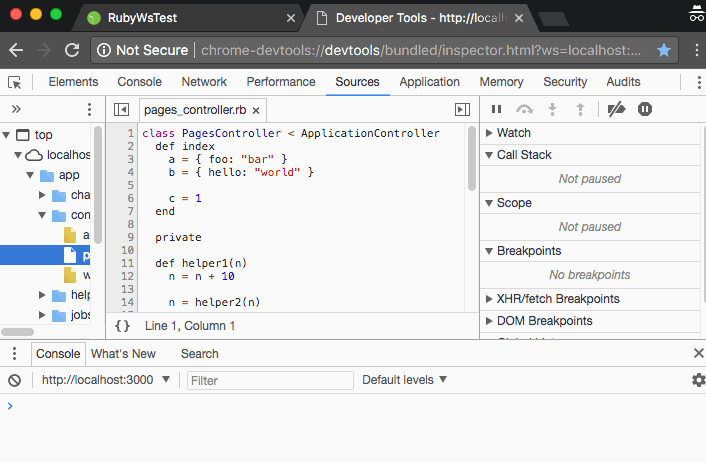 RubyWsTest
Developer Tools - http://local
Incognito chrome-devtools://devtools/bundled/inspector.html?ws=localhost:...
Elements Console Network Performance Sources Application Memory Security Audits
pages_controller.rb
top
localhos
app
cha
con
a
p
w
help
jobs
1 class PagesController < ApplicationController
2 def index
3 a = { foo: "bar" }
4 b = { hello: "world" }
5
6 c = 1
7 end
8
9 private
10
11 def helper1(n)
12 n = n + 10
13
14 n = helper2(n)
{ } Line 1, Column 1
Watch
Call Stack
Not paused
Scope
Not paused
Breakpoints
No breakpoints
XHR/fetch Breakpoints
DOM Breakpoints
Console What's New Search
http://localhost:3000 Filter Default levels